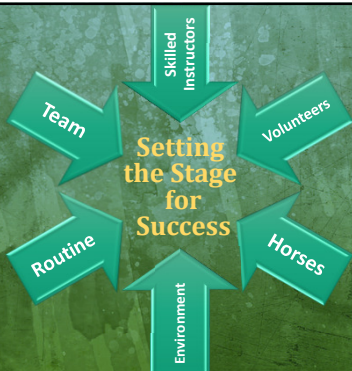 Skilled
Instructors
Team
Volunteers
Setting
the Stage
for
Success
Routine
Horses
Environment